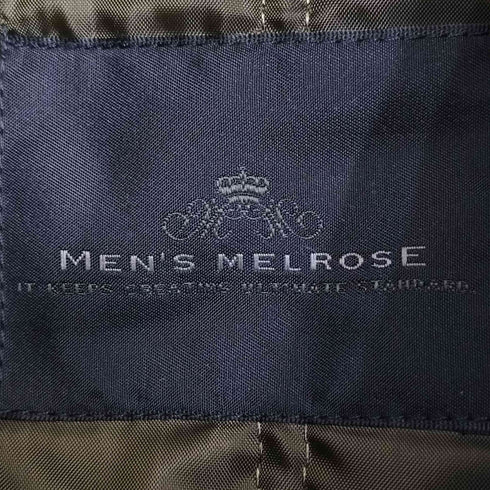 MEN'S MELROSE
IT KEEPS CREATING ULTIMATE STANDARD.